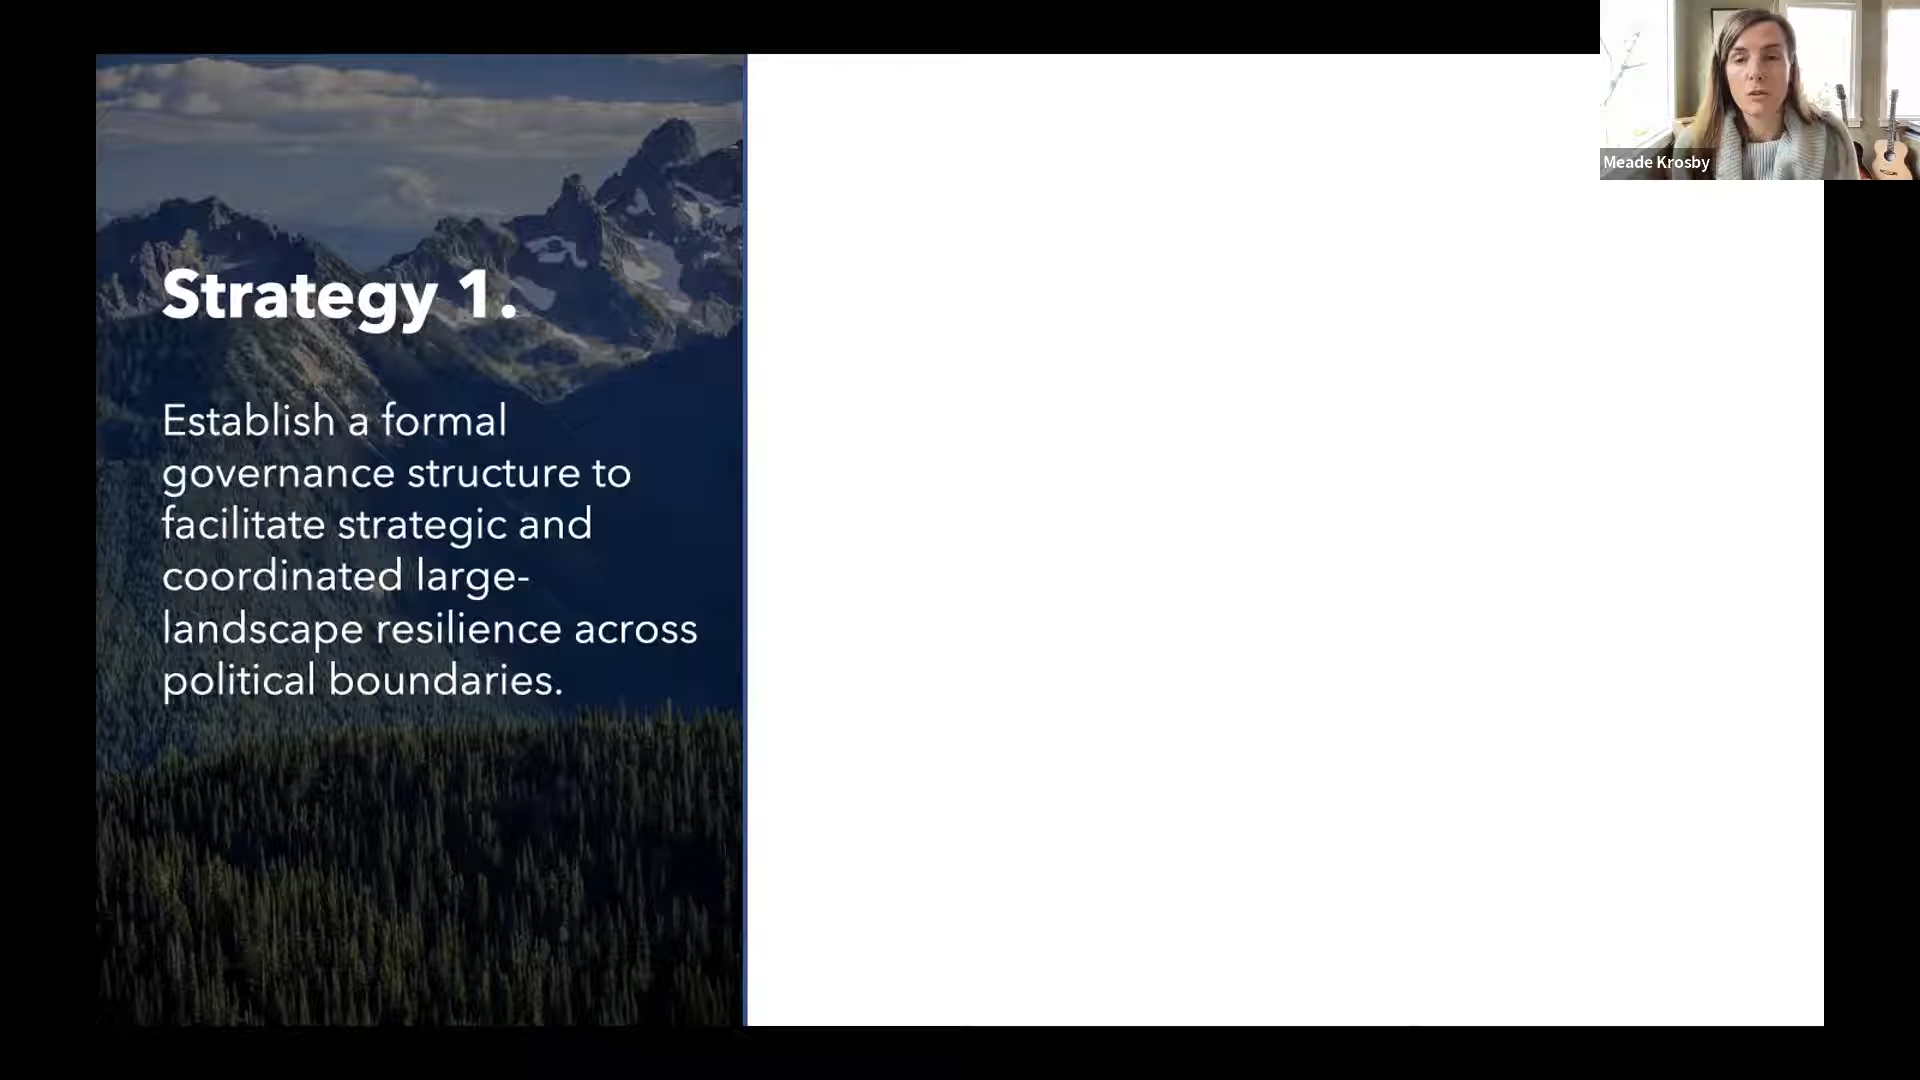 Strategy 1.
Establish a formal
governance structure to
facilitate strategic and
coordinated large-
landscape resilience across
political boundaries.
Meade Krosby